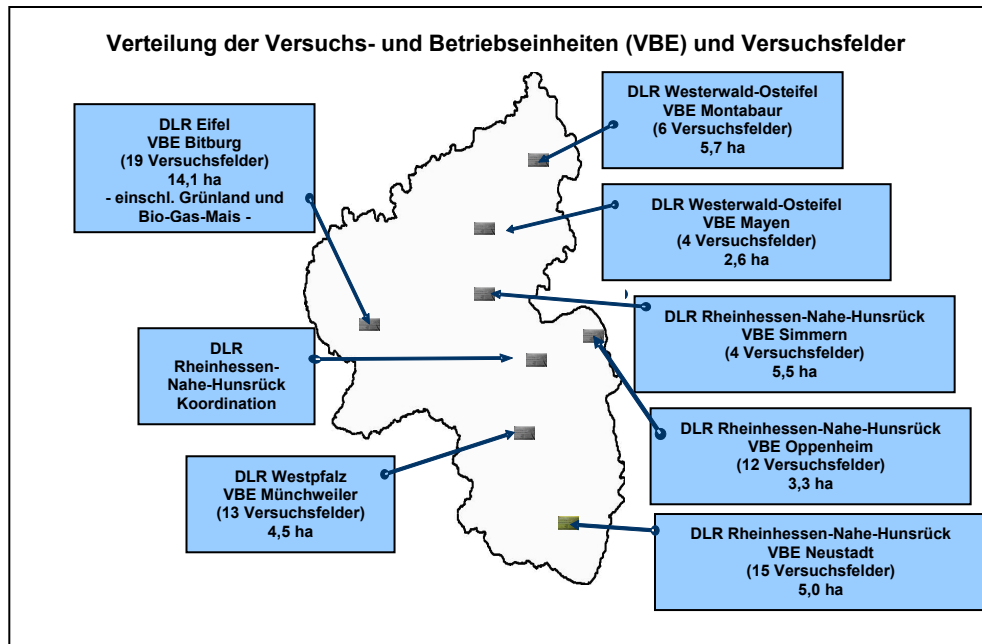 Verteilung der Versuchs- und Betriebseinheiten (VBE) und Versuchsfelder
DLR Eifel
VBE Bitburg
(19 Versuchsfelder)
14,1 ha
- einschl. Grünland und
Bio-Gas-Mais -
DLR Westerwald-Osteifel
VBE Montabaur
(6 Versuchsfelder)
5,7 ha
DLR Westerwald-Osteifel
VBE Mayen
(4 Versuchsfelder)
2,6 ha
DLR Rheinhessen-Nahe-Hunsrück
VBE Simmern
(4 Versuchsfelder)
5,5 ha
DLR
Rheinhessen-
Nahe-Hunsrück
Koordination
DLR Rheinhessen-Nahe-Hunsrück
VBE Oppenheim
(12 Versuchsfelder)
3,3 ha
DLR Westpfalz
VBE Münchweiler
(13 Versuchsfelder)
4,5 ha
DLR Rheinhessen-Nahe-Hunsrück
VBE Neustadt
(15 Versuchsfelder)
5,0 ha